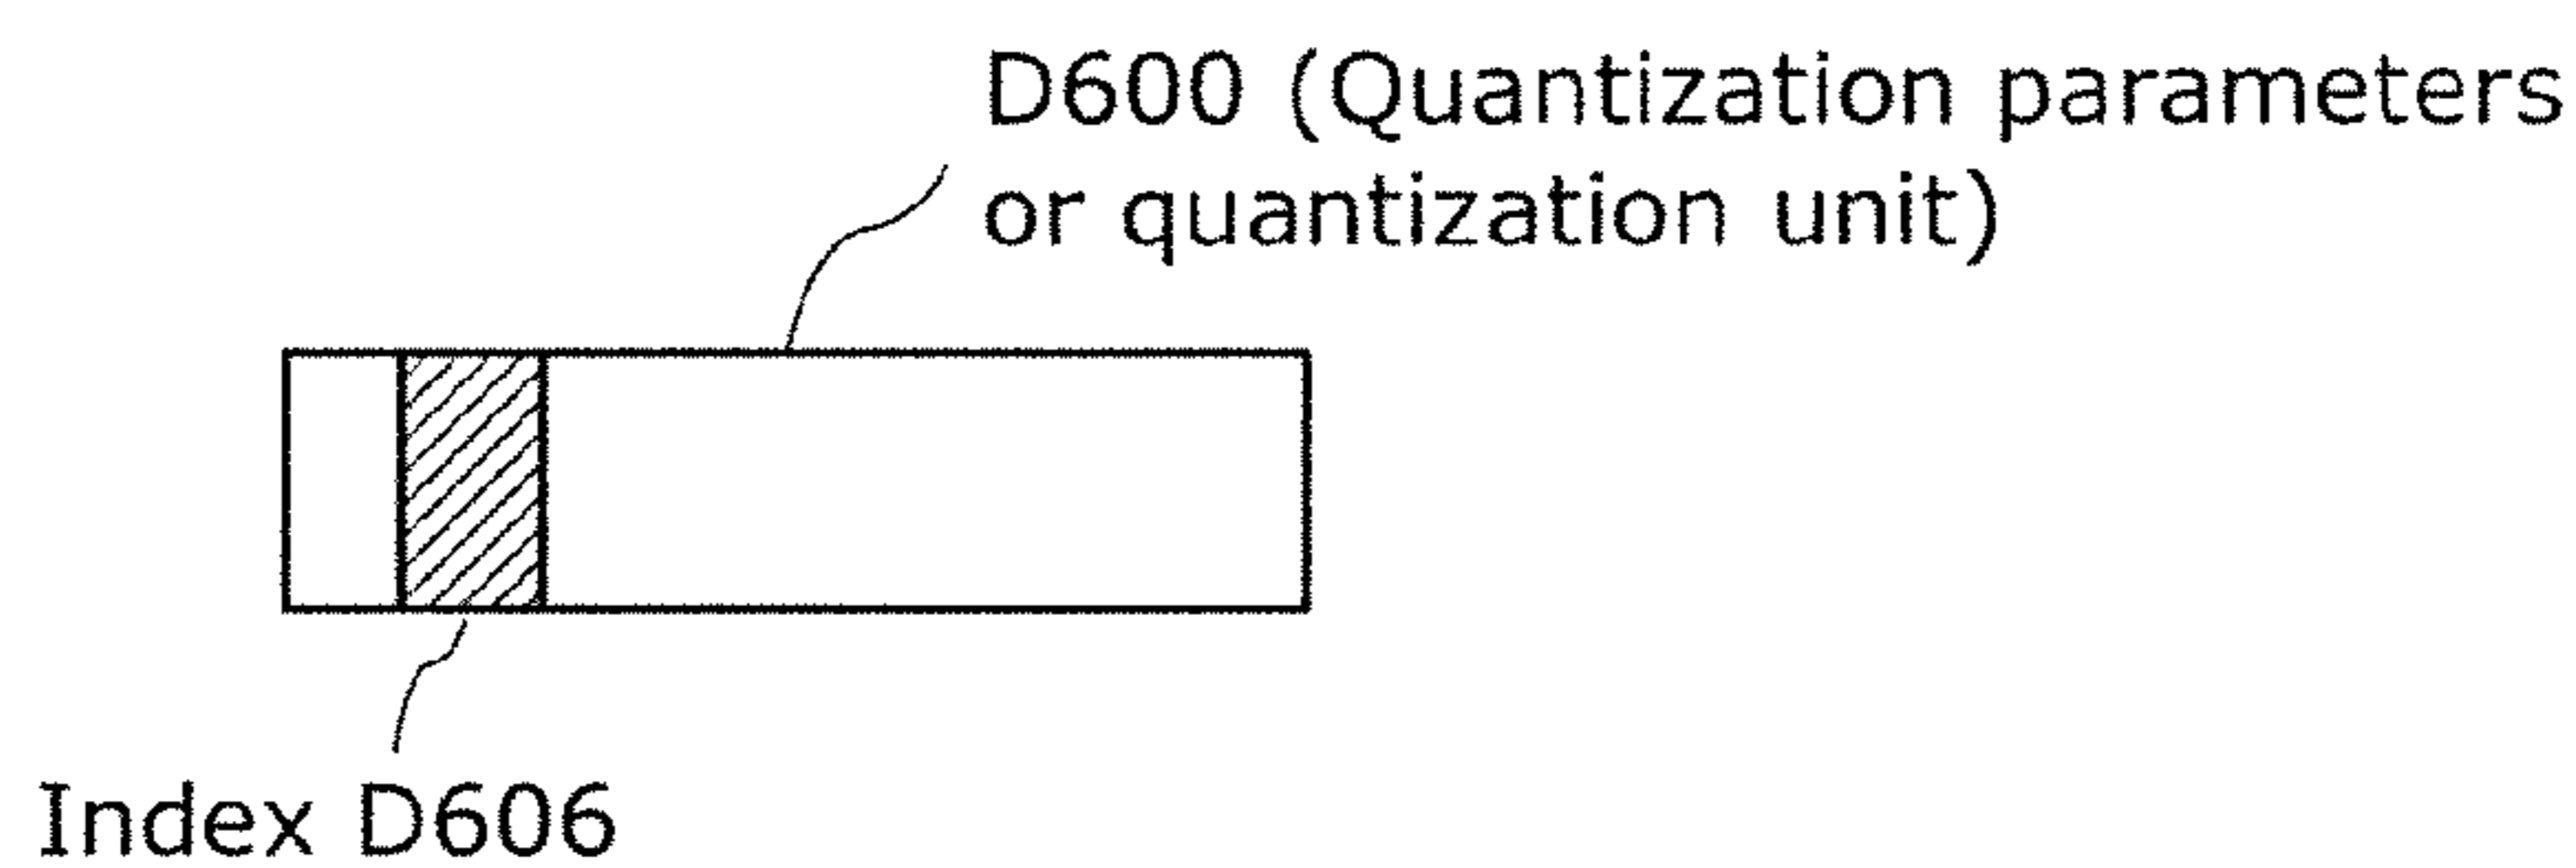 D600 (Quantization parameters
or quantization unit)
Index D606